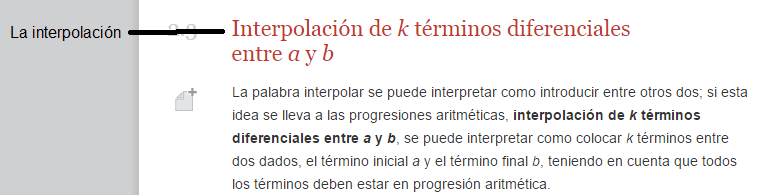 La interpolación
Interpolación de k términos diferenciales
entre a y b
La palabra interpolar se puede interpretar como introducir entre otros dos; si esta
idea se lleva a las progresiones aritméticas, interpolación de k términos
diferenciales entre a y b, se puede interpretar como colocar k términos entre
dos dados, el término inicial a y el término final b, teniendo en cuenta que todos
los términos deben estar en progresión aritmética.